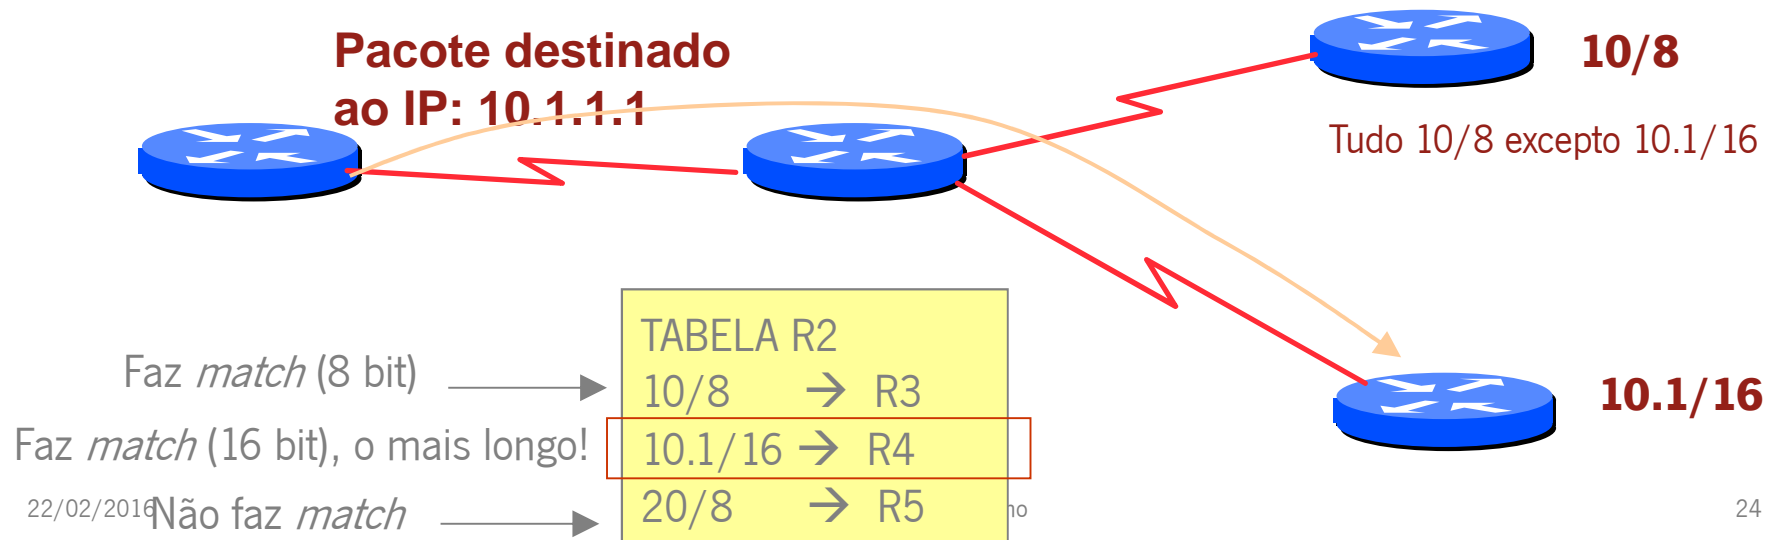 Pacote destinado
ao IP: 10.1.1.1
10/8
Tudo 10/8 excepto 10.1/16
10.1/16
TABELA R2
Faz match (8 bit)
10/8 → R3
Faz match (16 bit), o mais longo!
10.1/16 → R4
Não faz match
20/8 → R5
22/02/2016
24